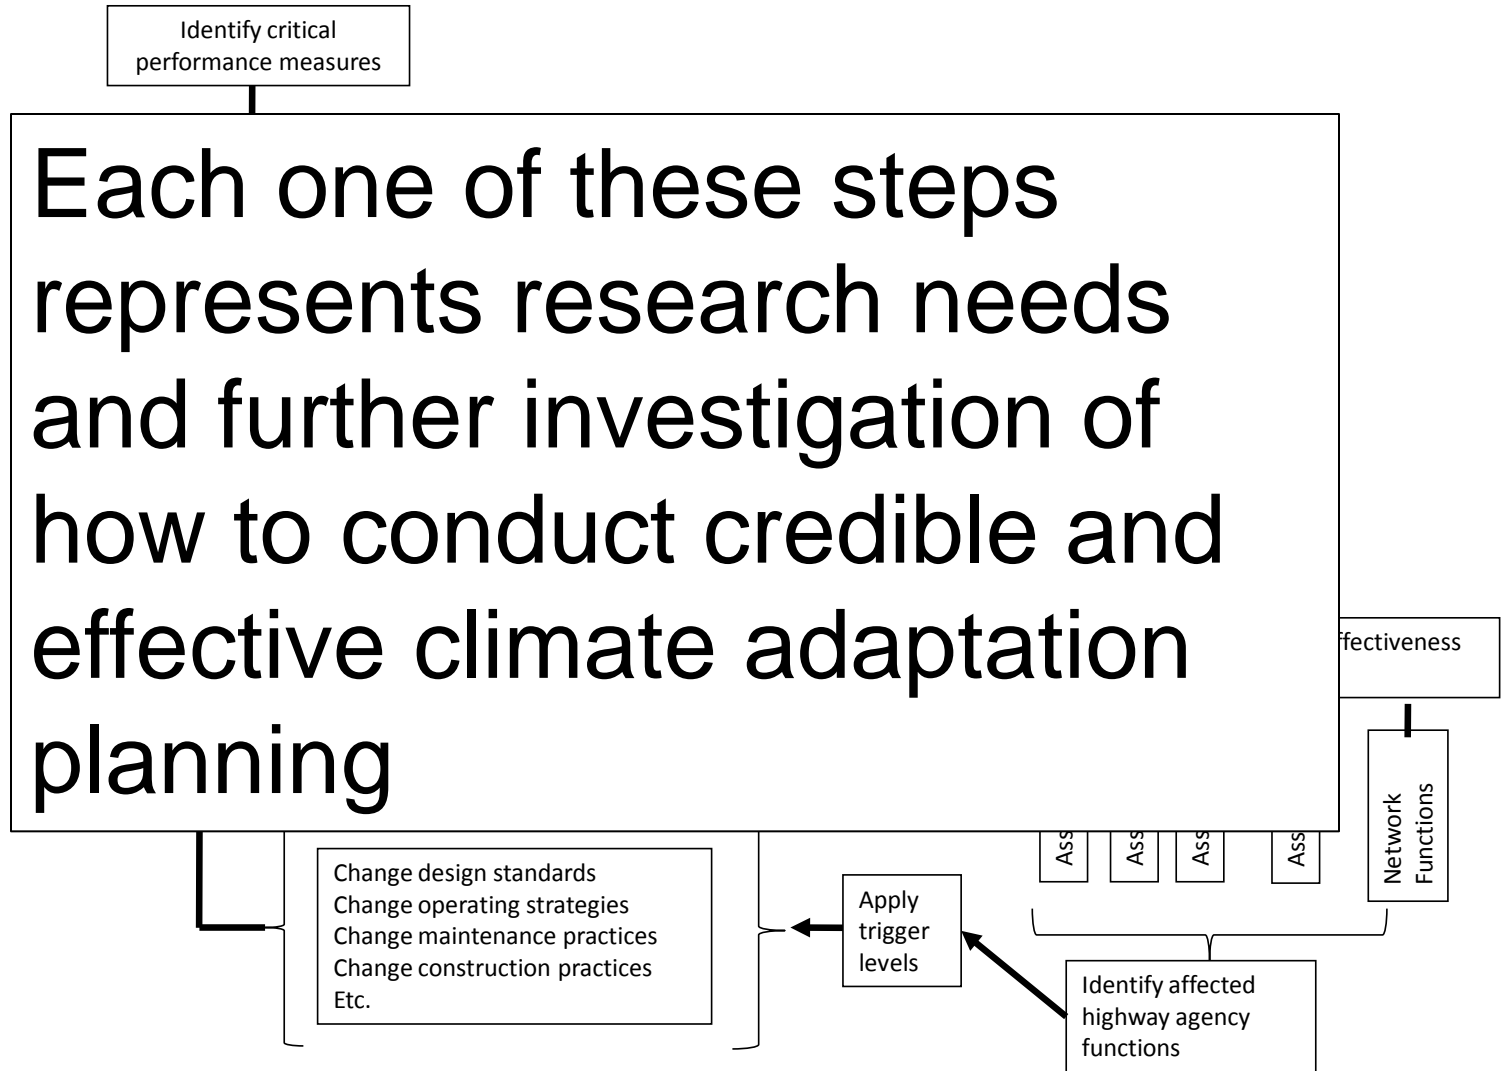 Identify critical
performance measures
Each one of these steps
represents research needs
and further investigation of
how to conduct credible and
effective climate adaptation
planning
Network
Functions
Change design standards
Change operating strategies
Change maintenance practices
Change construction practices
Etc.
Apply
trigger
levels
Identify affected
highway agency
functions